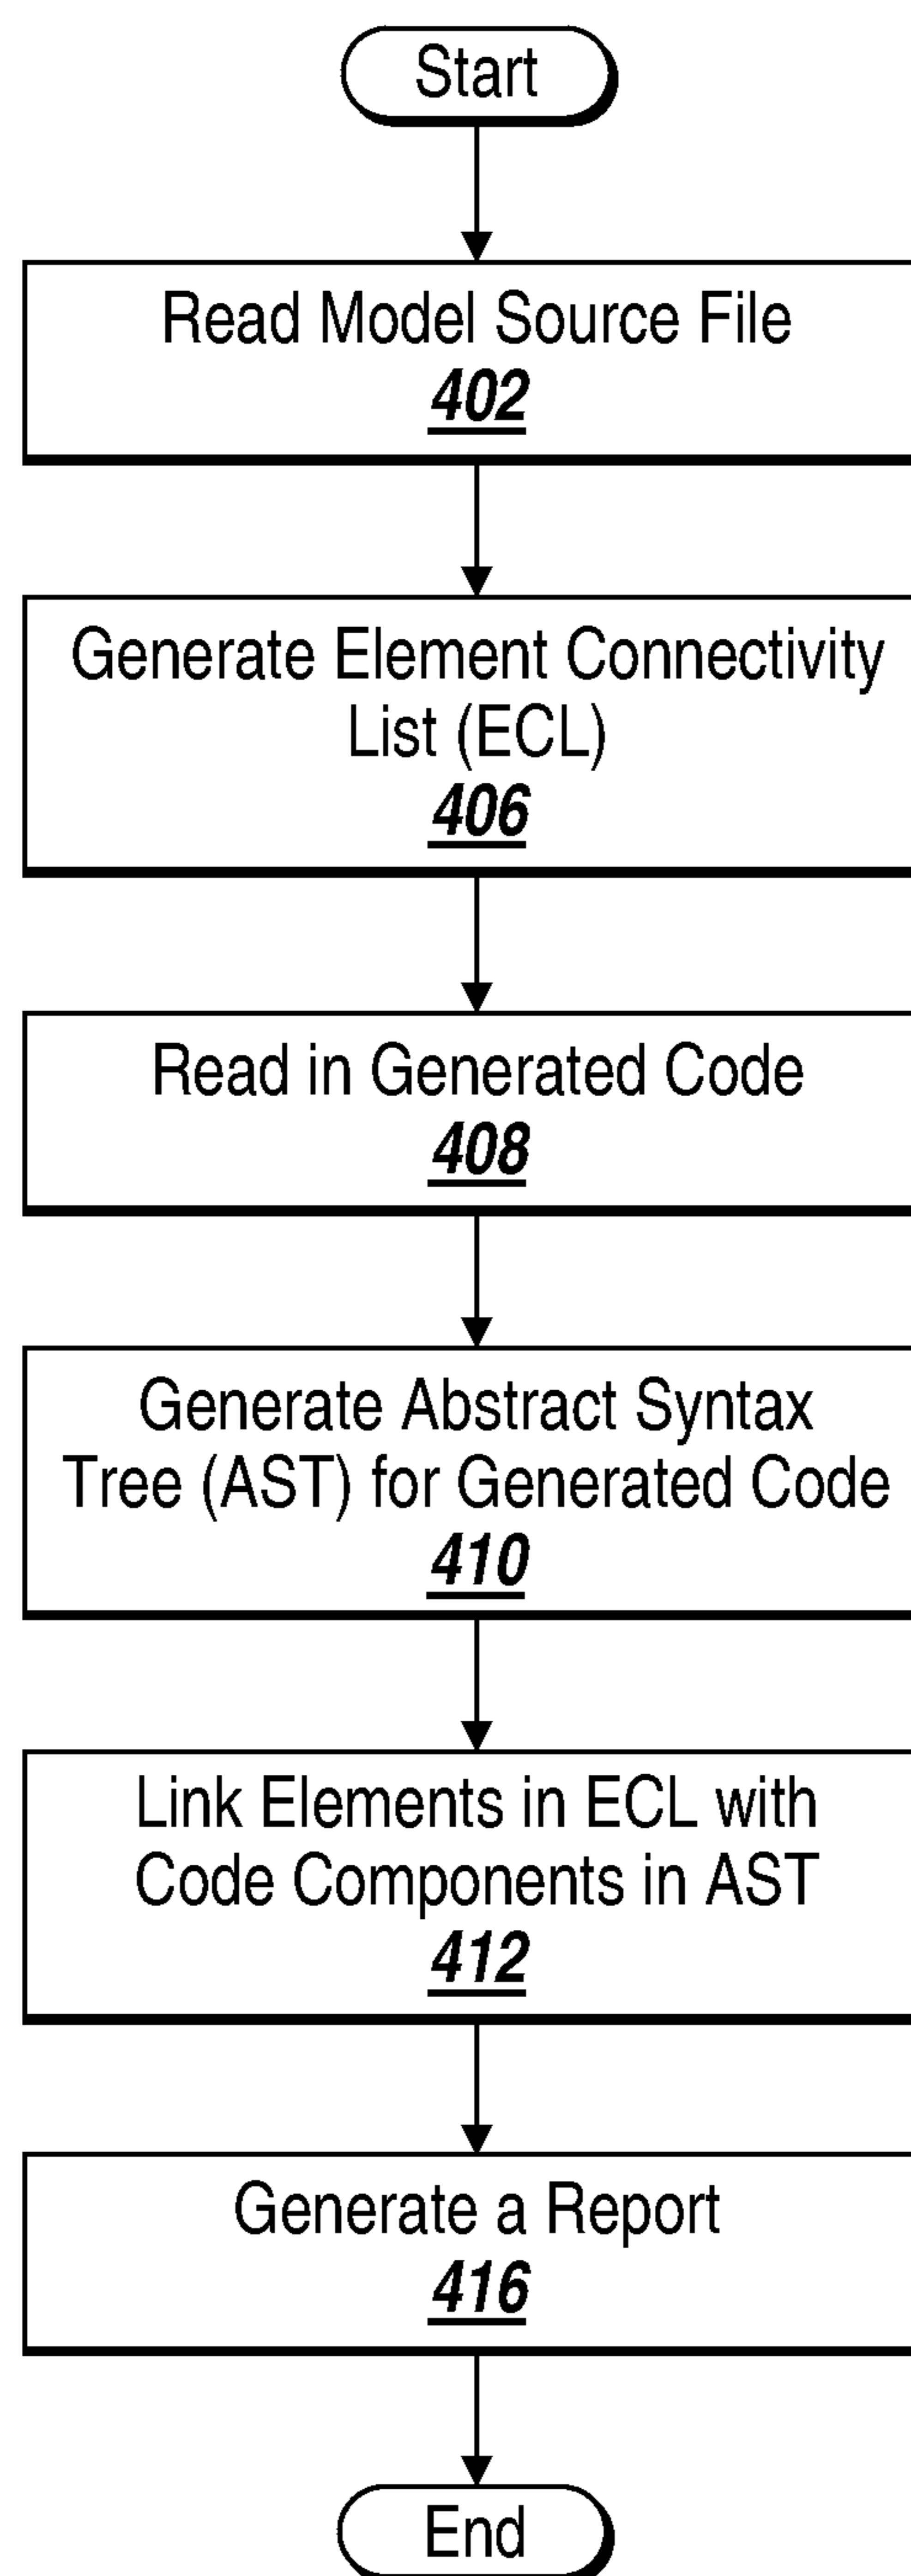 Start
Read Model Source File
402
Generate Element Connectivity
List (ECL)
406
Read in Generated Code
408
Generate Abstract Syntax
Tree (AST) for Generated Code
410
Link Elements in ECL with
Code Components in AST
412
Generate a Report
416
End